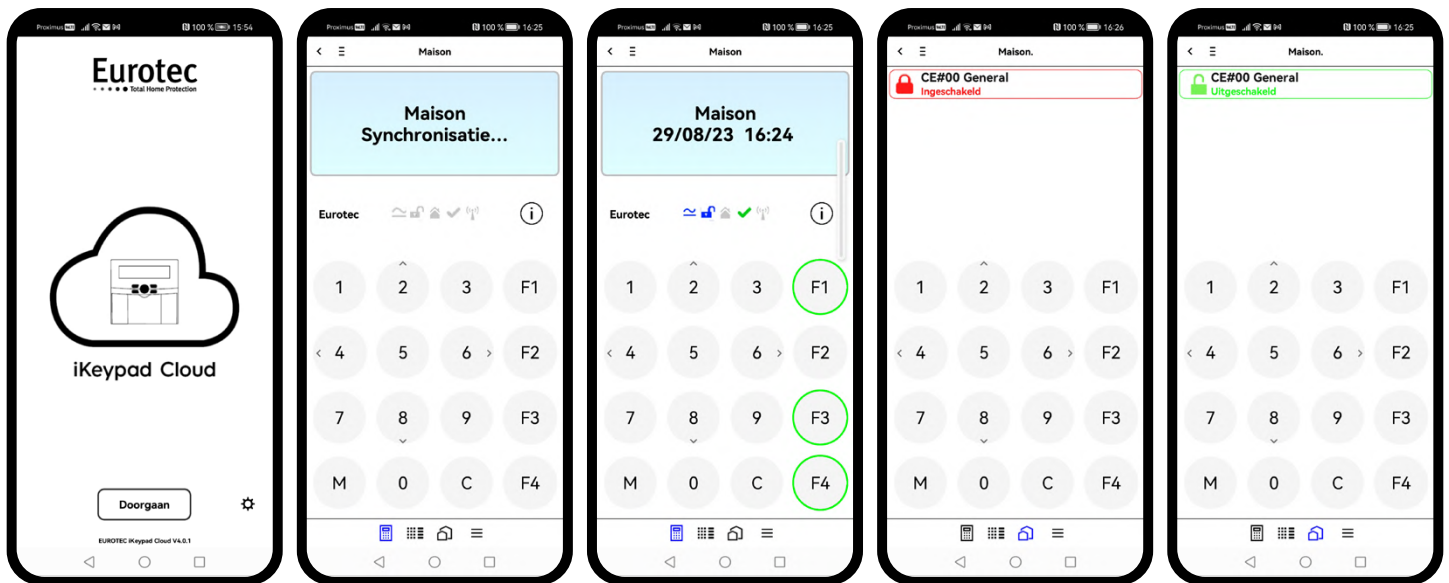 Proximus 100 % 15:54
Eurotec
Total Home Protection
iKeypad Cloud
Doorgaan
EUROTEC iKeypad Cloud V4.0.1
Proximus 100 % 16:25
Maison
Maison
Synchronisatie...
Eurotec
1 2 3 F1
4 5 6 F2
7 8 9 F3
M 0 C F4
Proximus 100 % 16:25
Maison
Maison
29/08/23 16:24
Eurotec
1 2 3 F1
4 5 6 F2
7 8 9 F3
M 0 C F4
Proximus 100 % 16:26
Maison.
CE#00 General
Ingeschakeld
1 2 3 F1
4 5 6 F2
7 8 9 F3
M 0 C F4
Proximus 100 % 16:25
Maison.
CE#00 General
Uitgeschakeld
1 2 3 F1
4 5 6 F2
7 8 9 F3
M 0 C F4